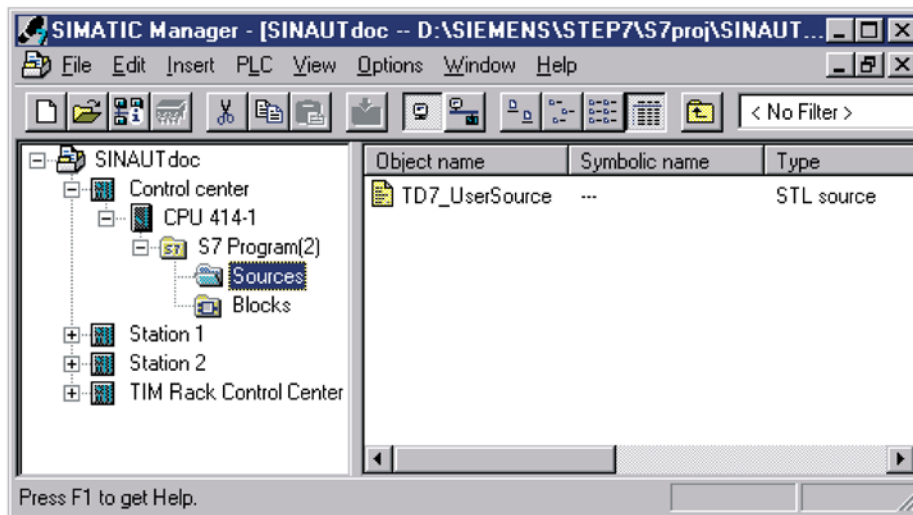 SIMATIC Manager - [SINAUTdoc -- D:\SIEMENS\STEP7\S7proj\SINAUT...
File Edit Insert PLC View Options Window Help
< No Filter >
SINAUTdoc
Control center
CPU 414-1
S7 Program(2)
Sources
Blocks
Station 1
Station 2
TIM Rack Control Center
Object name Symbolic name Type
TD7_UserSource --- STL source
Press F1 to get Help.